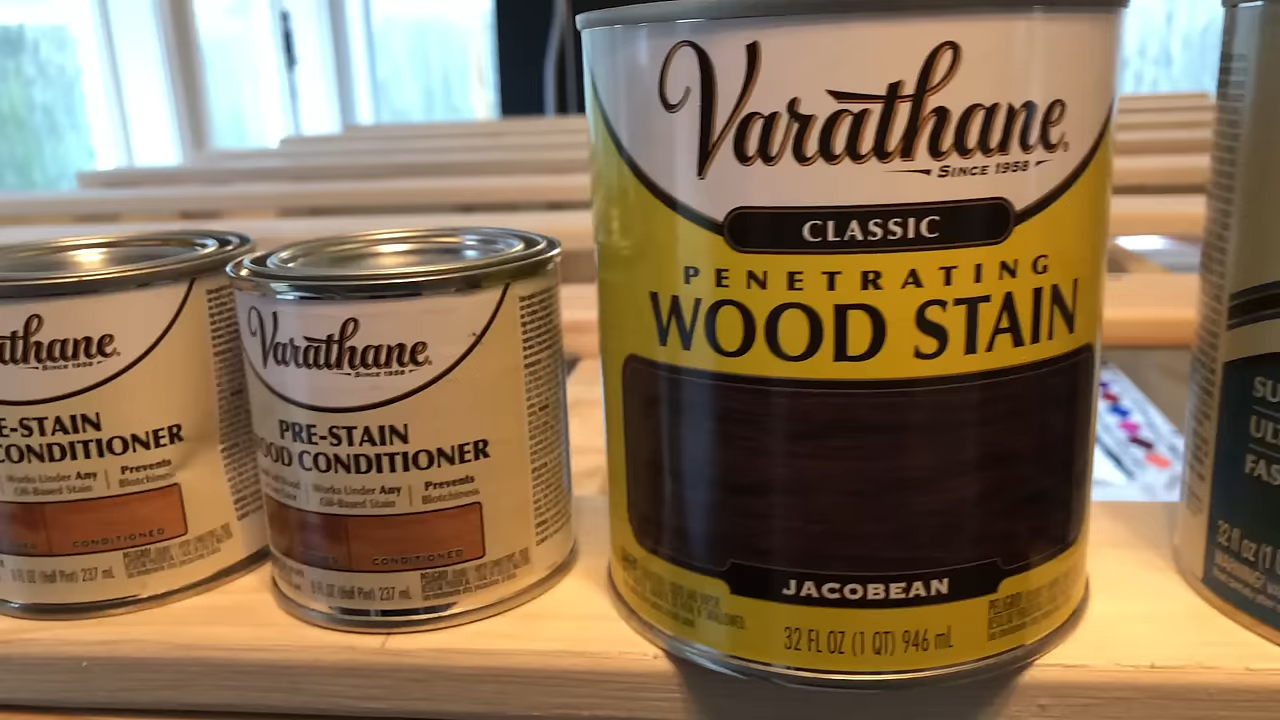 Varathane
SINCE 1958
CLASSIC
PENETRATING
WOOD STAIN
JACOBEAN
32 FL OZ (1 QT) 946 mL
Varathane
SINCE 1958
PRE-STAIN
OOD CONDITIONER
Works Under Any
Oil-Based Stain
Prevents
Blotchiness
CONDITIONED
8 FL OZ (Half Pint) 237 mL
athane
SINCE 1958
E-STAIN
CONDITIONER
Works Under Any
Oil-Based Stain
Prevents
Blotchiness
CONDITIONED
8 FL OZ (Half Pint) 237 mL
SU
UL
FAS
32 fl oz (1